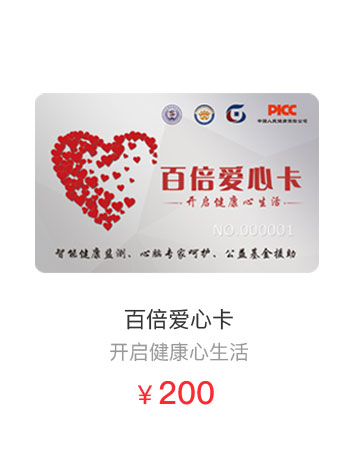 PICC
百倍爱心卡
开启健康心生活
NO.000001
智能健康监测、心脑专家呵护、公益基金援助
百倍爱心卡
开启健康心生活
¥200